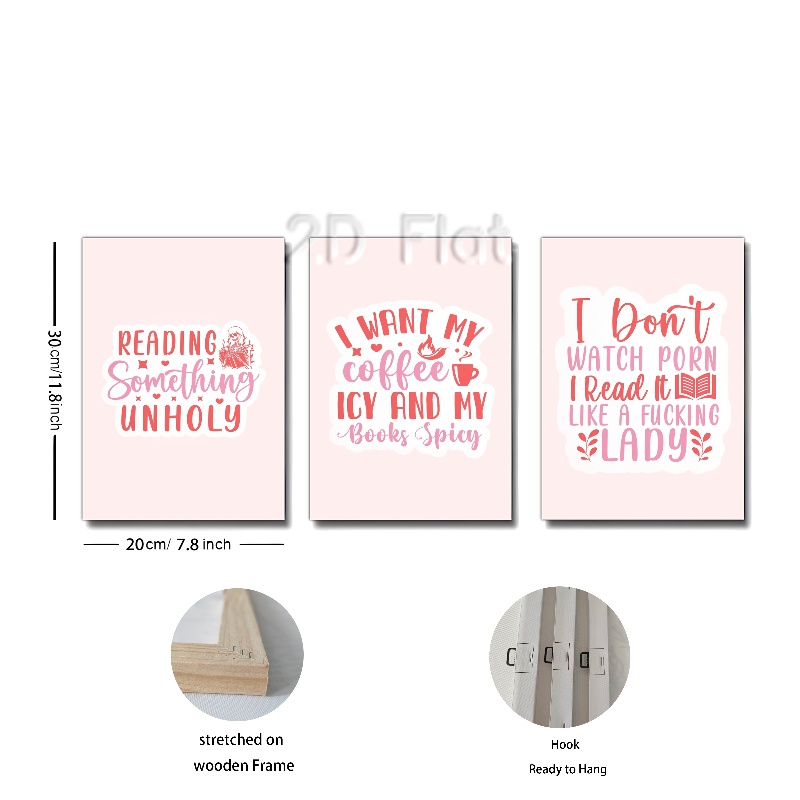 2.D Flat
READING
Something
UNHOLY
I WANT MY
coffee
ICY AND MY
Books Spicy
I Don't
WATCH PORN
I Read It
LIKE A FUCKING
LADY
30cm/11.8inch
20cm/ 7.8 inch
stretched on
wooden Frame
Hook
Ready to Hang